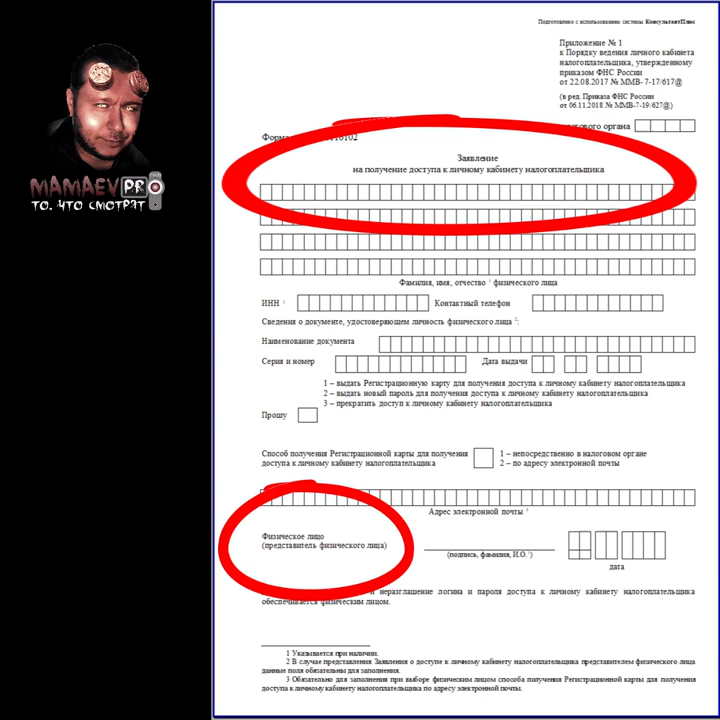 MAMAEV PRO
ТО, ЧТО СМОТРЯТ
Подготовлено с использованием системы КонсультантПлюс
Приложение № 1
к Порядку ведения личного кабинета
налогоплательщика, утвержденному
приказом ФНС России
от 22.08.2017 № ММВ-7-17/617@
(в ред. Приказа ФНС России
от 06.11.2018 № ММВ-7-19/627@)
органа
Заявление
на получение доступа к личному кабинету налогоплательщика
Фамилия, имя, отчество 1 физического лица
ИНН 1 Контактный телефон
Сведения о документе, удостоверяющем личность физического лица 2:
Наименование документа
Серия и номер Дата выдачи
1 – выдать Регистрационную карту для получения доступа к личному кабинету налогоплательщика
2 – выдать новый пароль для получения доступа к личному кабинету налогоплательщика
3 – прекратить доступ к личному кабинету налогоплательщика
Прошу
Способ получения Регистрационной карты для получения 1 – непосредственно в налоговом органе
доступа к личному кабинету налогоплательщика 2 – по адресу электронной почты
Адрес электронной почты 3
Физическое лицо
(представитель физического лица)
(подпись, фамилия, И.О.1)
дата
и неразглашение логина и пароля доступа к личному кабинету налогоплательщика
обеспечивается физическим лицом.
1 Указывается при наличии.
2 В случае представления Заявления о доступе к личному кабинету налогоплательщика представителем физического лица
данные поля обязательны для заполнения.
3 Обязательно для заполнения при выборе физическим лицом способа получения Регистрационной карты для получения
доступа к личному кабинету налогоплательщика по адресу электронной почты.